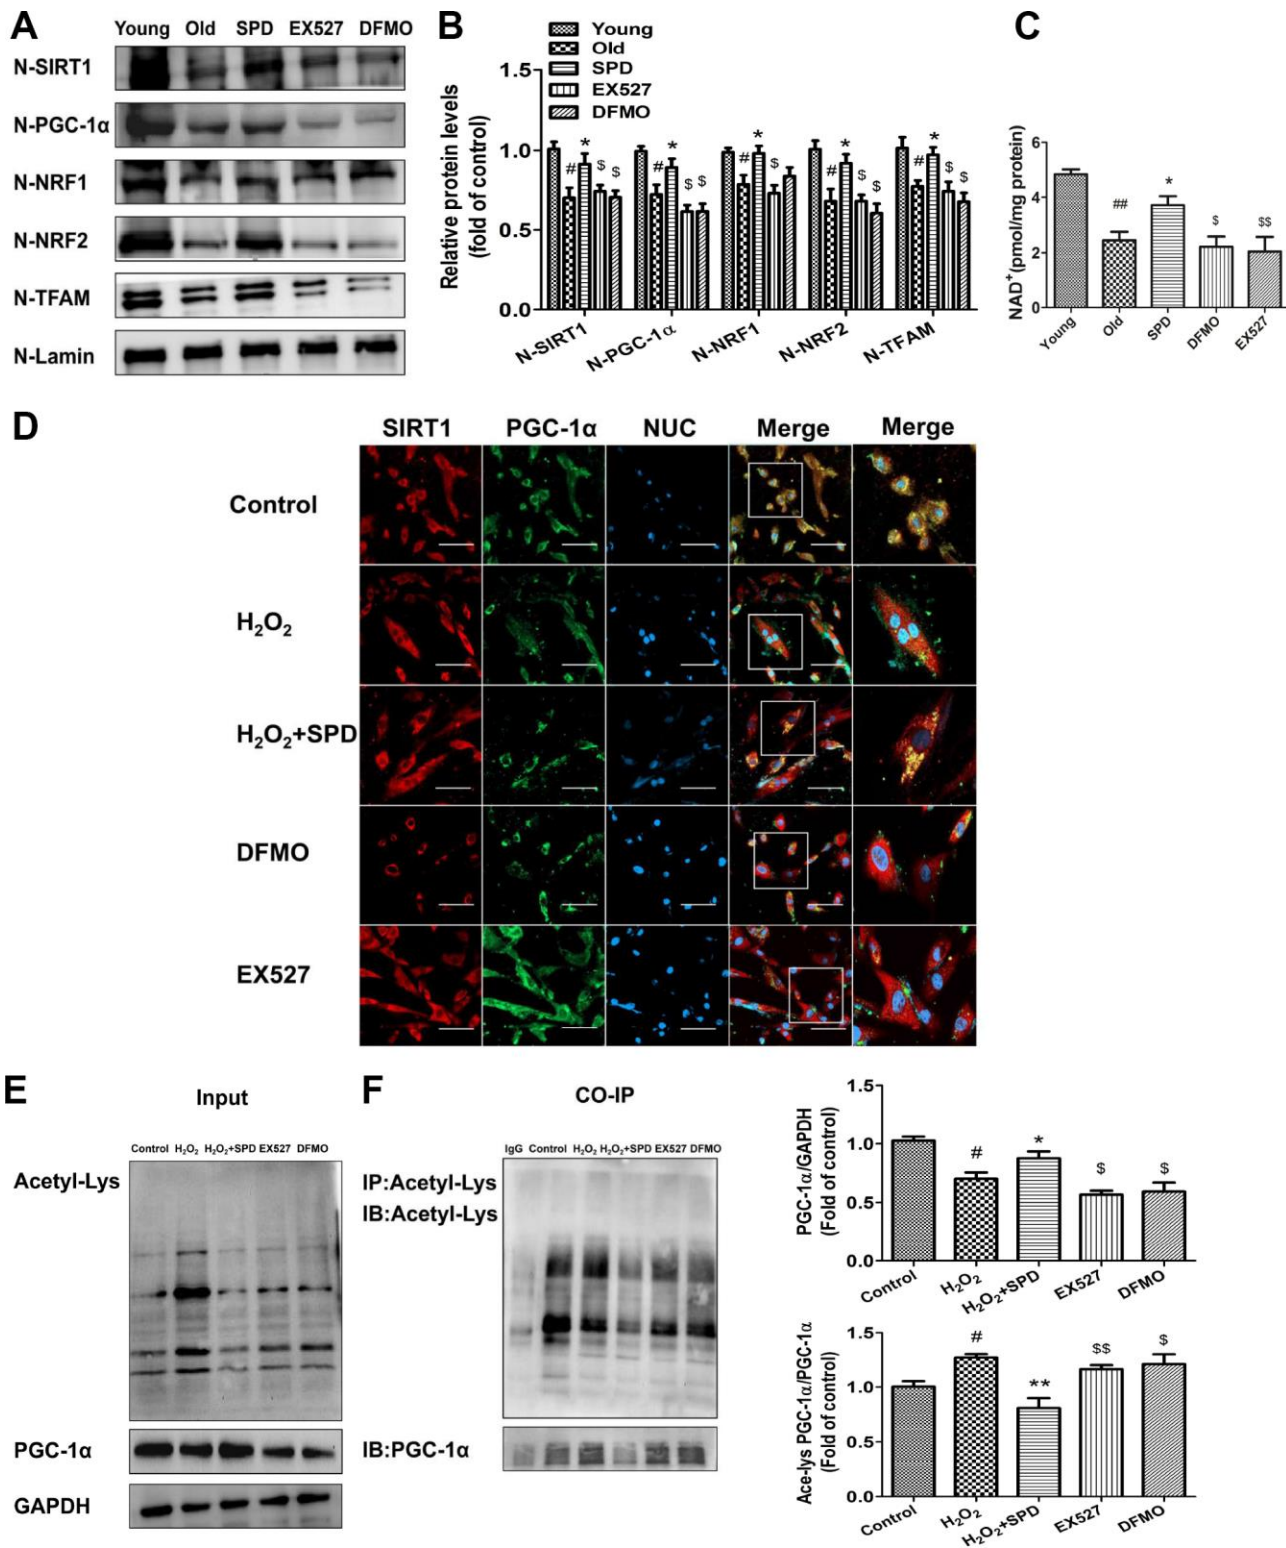 A
Young Old SPD EX527 DFMO
N-SIRT1
N-PGC-1α
N-NRF1
N-NRF2
N-TFAM
N-Lamin
B
Young
Old
SPD
EX527
DFMO
Relative protein levels
(fold of control)
1.5
1.0
0.5
0.0
# * $ $
# * $ $
# * $
# * $ $
# * $ $
N-SIRT1
N-PGC-1α
N-NRF1
N-NRF2
N-TFAM
C
NAD+(pmol/mg protein)
6
4
2
0
## * $ $$
Young
Old
SPD
DFMO
EX527
D
SIRT1 PGC-1α NUC Merge Merge
Control
H₂O₂
H₂O₂+SPD
DFMO
EX527
E
Input
Control H₂O₂ H₂O₂+SPD EX527 DFMO
Acetyl-Lys
PGC-1α
GAPDH
F
CO-IP
IgG Control H₂O₂ H₂O₂+SPD EX527 DFMO
IP:Acetyl-Lys
IB:Acetyl-Lys
IB:PGC-1α
PGC-1α/GAPDH
(Fold of control)
1.5
1.0
0.5
0.0
# * $ $
Control
H₂O₂
H₂O₂+SPD
EX527
DFMO
Ace-lys PGC-1α/PGC-1α
(Fold of control)
1.5
1.0
0.5
0.0
# ** $$ $
Control
H₂O₂
H₂O₂+SPD
EX527
DFMO